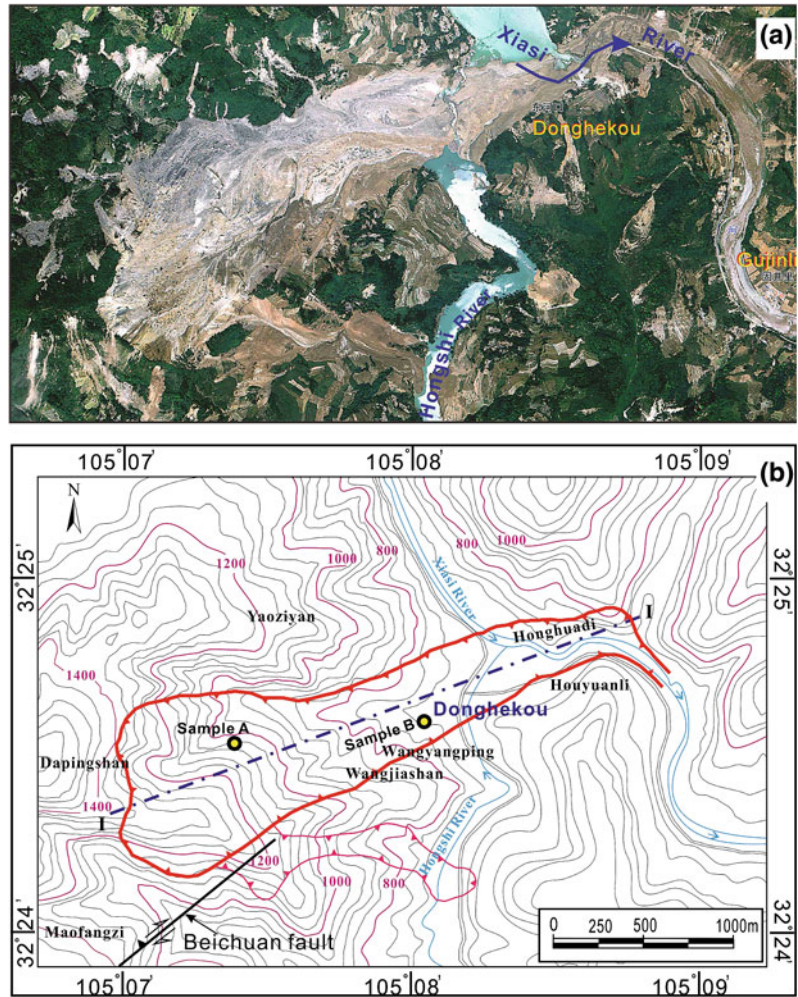 (a)
Xiasi River
Donghekou
Gujinli
Hongshi River
(b)
105°07' 105°08' 105°09'
N
32°25'
32°25'
1200
1000
800
800
1000
Xiasi River
Yaoziyan
Honghuadi
I
1400
Houyuanli
Sample A
Sample B
Donghekou
Wangyangping
Dapingshan
Wangjiashan
1400
I
Hongshi River
1200
1000
800
Maofangzi
Beichuan fault
0 250 500 750 1000m
32°24'
32°24'
105°07' 105°08' 105°09'